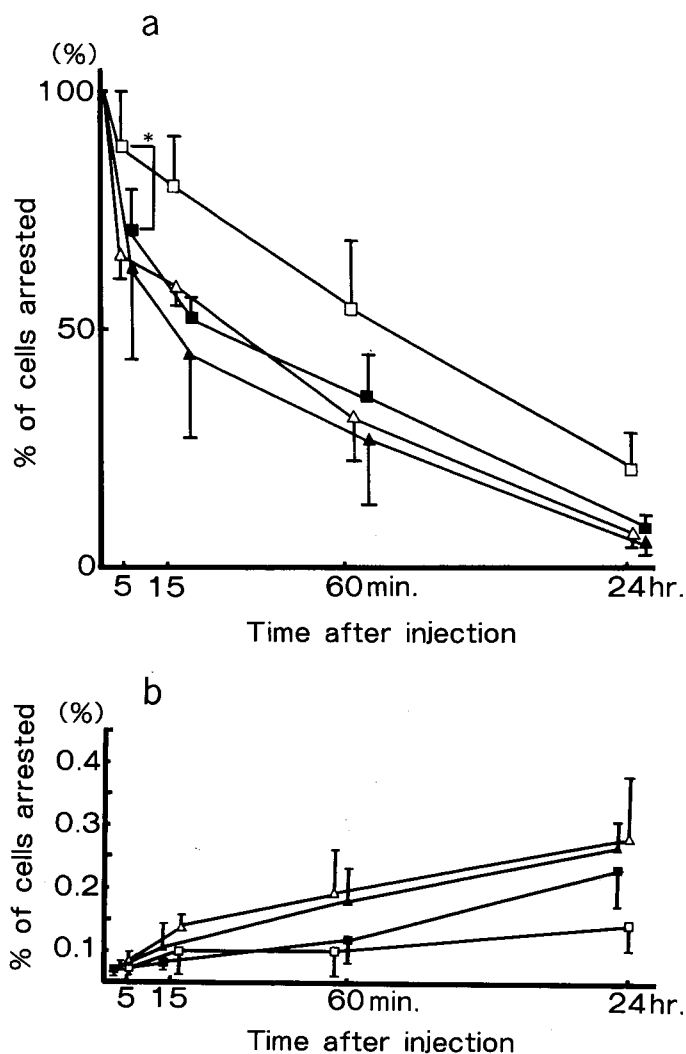 a
(%)
100
*
50
0
% of cells arrested
5 15 60 min. 24 hr.
Time after injection
b
(%)
0.4
0.3
0.2
0.1
% of cells arrested
5 15 60 min. 24 hr.
Time after injection